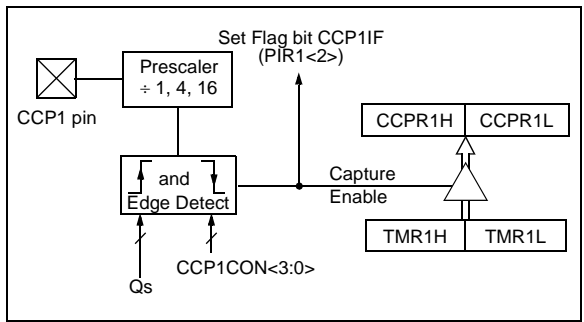 Set Flag bit CCP1IF
(PIR1<2>)
Prescaler
÷ 1, 4, 16
CCP1 pin
CCPR1H
CCPR1L
and
Edge Detect
Capture
Enable
TMR1H
TMR1L
CCP1CON<3:0>
Qs